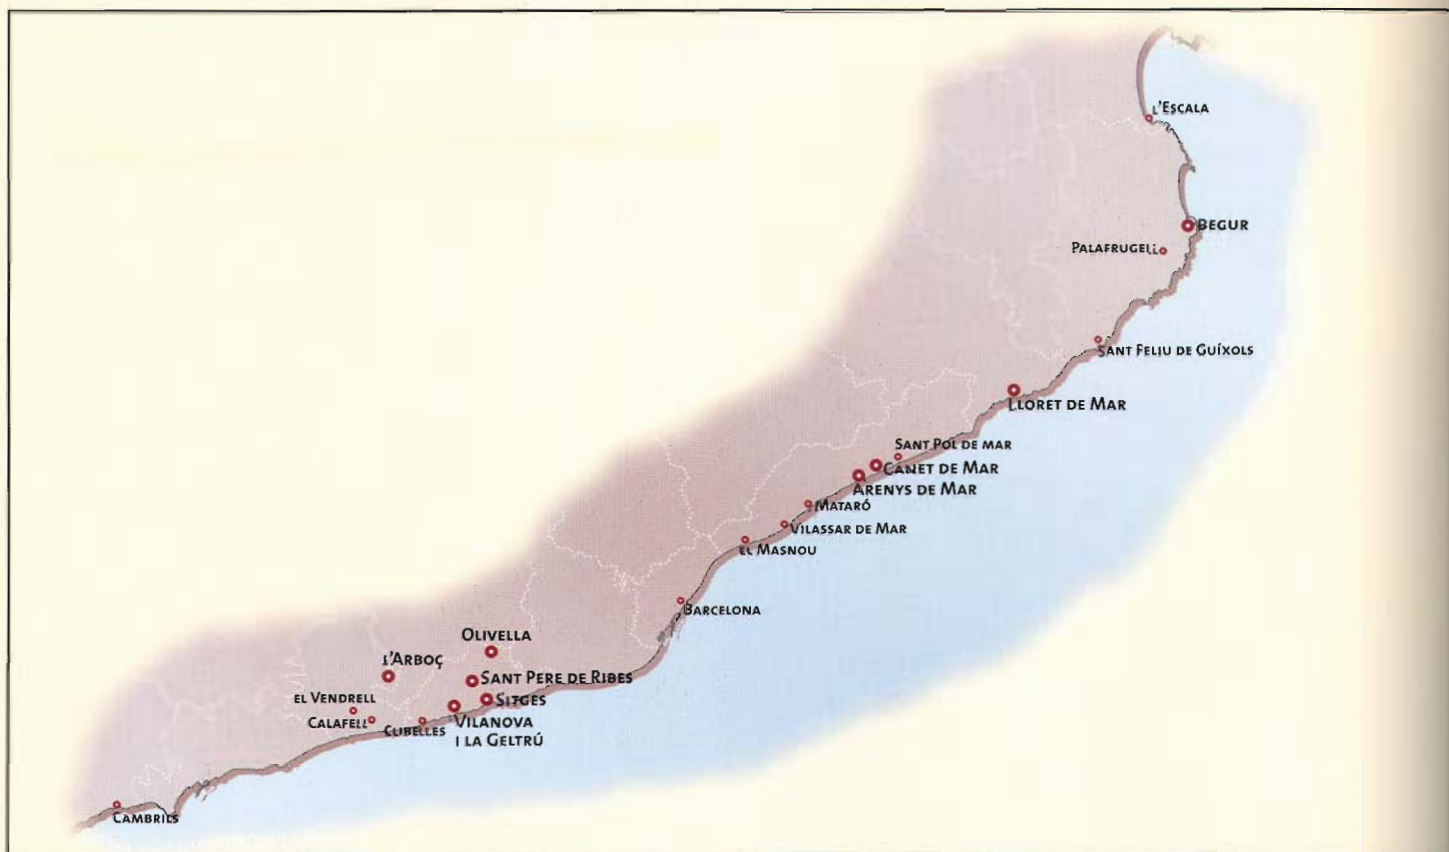 L'Escala
Begur
Palafrugell
Sant Feliu de Guíxols
Lloret de Mar
Sant Pol de mar
Canet de Mar
Arenys de Mar
Mataró
Vilassar de Mar
el Masnou
Barcelona
Olivella
l'Arboç
Sant Pere de Ribes
el Vendrell
Sitges
Calafell
Cubelles
Vilanova
i la Geltrú
Cambrils